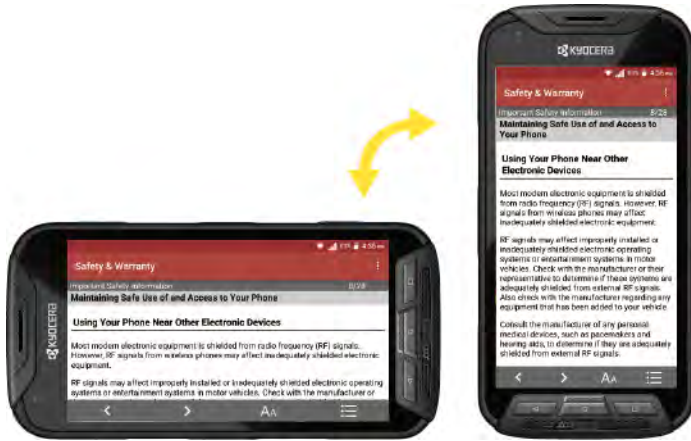 KYOCERA
4:56 PM
Safety & Warranty
Important Safety Information 8/28
Maintaining Safe Use of and Access to
Your Phone
Using Your Phone Near Other
Electronic Devices
Most modern electronic equipment is shielded
from radio frequency (RF) signals. However, RF
signals from wireless phones may affect
inadequately shielded electronic equipment.
RF signals may affect improperly installed or
inadequately shielded electronic operating
systems or entertainment systems in motor
vehicles. Check with the manufacturer or their
representative to determine if these systems are
adequately shielded from external RF signals.
Also check with the manufacturer regarding any
equipment that has been added to your vehicle.
Consult the manufacturer of any personal
medical devices, such as pacemakers and
hearing aids, to determine if they are adequately
shielded from external RF signals.
AA
KYOCERA
4:56 PM
Safety & Warranty
Important Safety Information 8/28
Maintaining Safe Use of and Access to Your Phone
Using Your Phone Near Other Electronic Devices
Most modern electronic equipment is shielded from radio frequency (RF) signals.
However, RF signals from wireless phones may affect inadequately shielded electronic
equipment.
RF signals may affect improperly installed or inadequately shielded electronic operating
systems or entertainment systems in motor vehicles. Check with the manufacturer or
AA